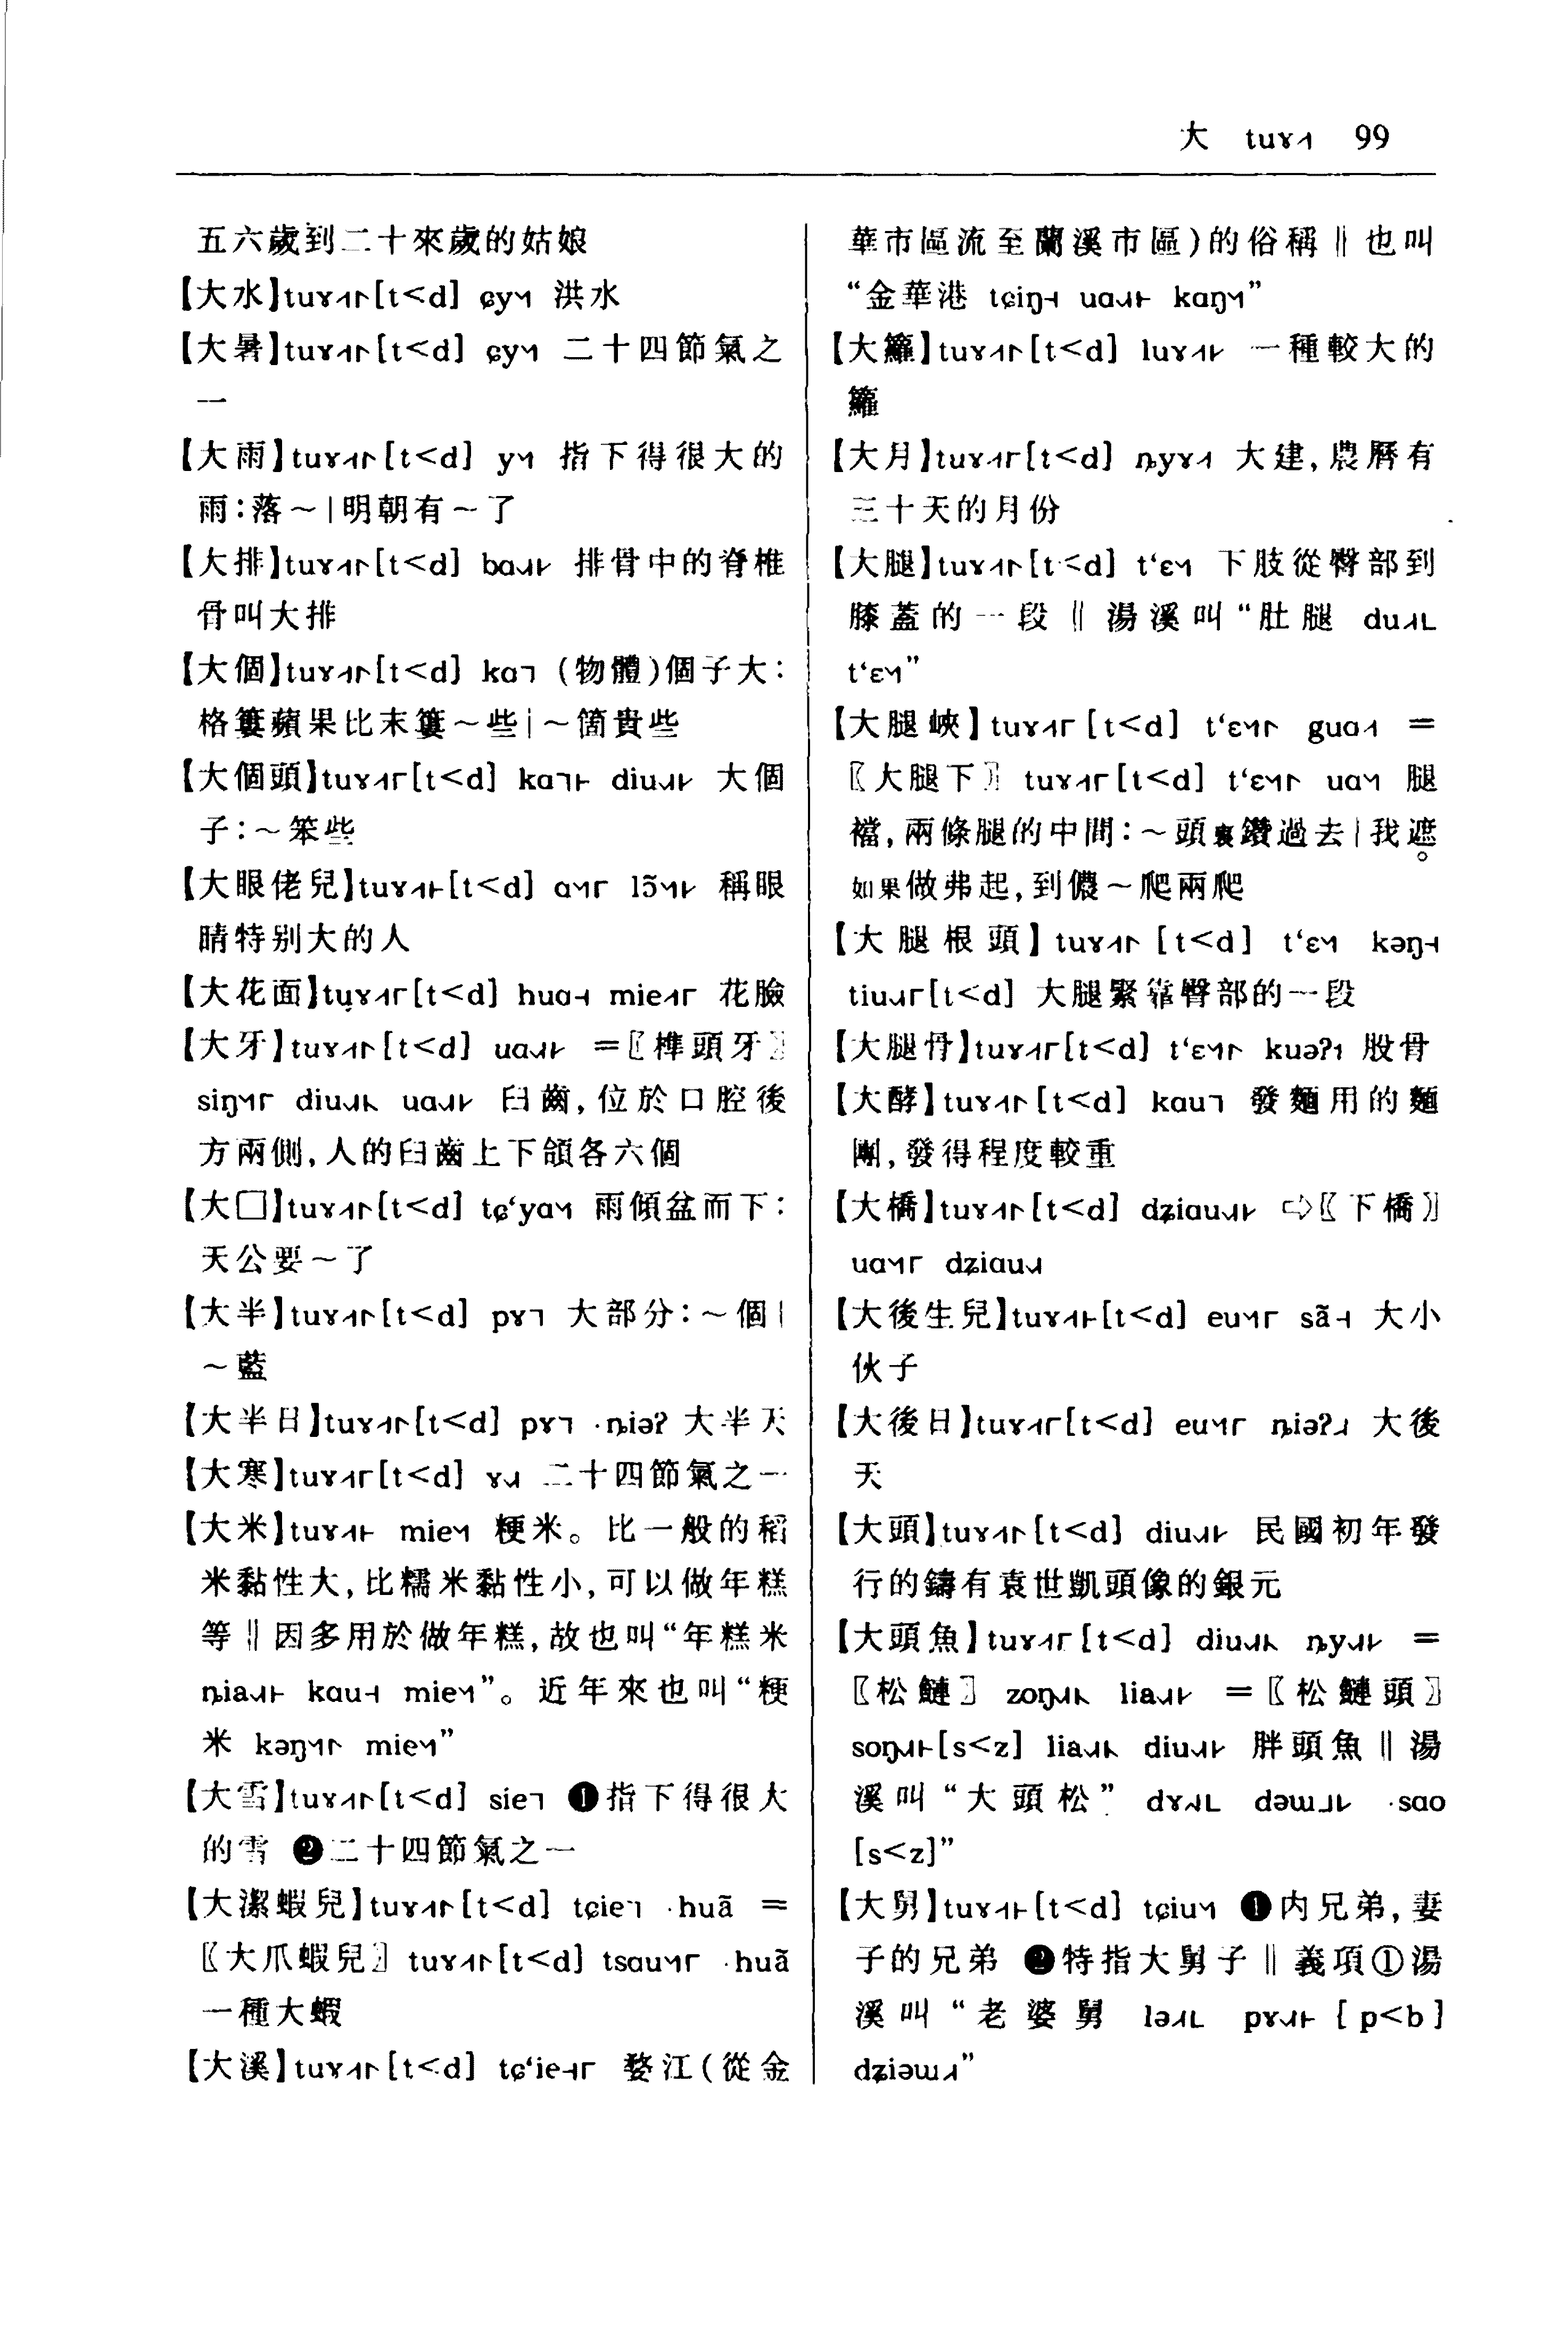 大 tuɤ˩˦ 99
五六歲到二十來歲的姑娘
【大水】tuɤ˩˦꜒꜔[t<d] ɕy˥˧˥ 洪水
【大暑】tuɤ˩˦꜒꜔[t<d] ɕy˥˧˥ 二十四節氣之
一
【大雨】tuɤ˩˦꜒꜔[t<d] y˥˧˥ 指下得很大的
雨:落～|明朝有～了
【大排】tuɤ˩˦꜒꜔[t<d] bɑ˧˩˧꜖꜓ 排骨中的脊椎
骨叫大排
【大個】tuɤ˩˦꜒꜔[t<d] kɑ˥ (物體)個子大:
格簍蘋果比末簍～些|～箇貴些
【大個頭】tuɤ˩˦꜒[t<d] kɑ˥꜔ diu˧˩˧꜖꜓ 大個
子:～笨些
【大眼佬兒】tuɤ˩˦꜔[t<d] ɑ˥˧˥꜒ lɔ̃˥˧˥꜖꜓ 稱眼
睛特別大的人
【大花面】tuɤ˩˦꜒[t<d] huɑ˧˧˦ mie˩˦꜒ 花臉
【大牙】tuɤ˩˦꜒꜔[t<d] uɑ˧˩˧꜖꜓ =〖榫頭牙〗
siŋ˥˧˥꜒ diu˧˩˧꜔꜖ uɑ˧˩˧꜖꜓ 臼齒,位於口腔後
方兩側,人的臼齒上下頜各六個
【大□】tuɤ˩˦꜒꜔[t<d] tɕʻyɑ˥˧˥ 雨傾盆而下:
天公要～了
【大半】tuɤ˩˦꜒꜔[t<d] pɤ˥ 大部分:～個|
～藍
【大半日】tuɤ˩˦꜒꜔[t<d] pɤ˥ ·ȵiəʔ 大半天
【大寒】tuɤ˩˦꜒[t<d] ɤ˧˩˧ 二十四節氣之一
【大米】tuɤ˩˦꜔ mie˥˧˥ 粳米。比一般的稻
米黏性大,比糯米黏性小,可以做年糕
等‖因多用於做年糕,故也叫“年糕米
ȵia˧˩˧꜔ kɑu˧˧˦ mie˥˧˥”。近年來也叫“粳
米 kəŋ˥˧˥꜒꜔ mie˥˧˥”
【大雪】tuɤ˩˦꜒꜔[t<d] sie˥ ❶指下得很大
的雪 ❷二十四節氣之一
【大潔蝦兒】tuɤ˩˦꜒꜔[t<d] tɕie˥ ·huã =
〖大爪蝦兒〗tuɤ˩˦꜒꜔[t<d] tsɑu˥˧˥꜒ ·huã
一種大蝦
【大溪】tuɤ˩˦꜒꜔[t<d] tɕʻie˧˧˦꜒ 婺江(從金
華市區流至蘭溪市區)的俗稱‖也叫
“金華港 tɕiŋ˧˧˦ uɑ˧˩˧꜔ kɑŋ˥˧˥”
【大籮】tuɤ˩˦꜒꜔[t<d] luɤ˩˦꜖꜓ 一種較大的
籮
【大月】tuɤ˩˦꜒[t<d] ȵyɤ˩˦ 大建,農曆有
三十天的月份
【大腿】tuɤ˩˦꜒꜔[t<d] tʻɛ˥˧˥ 下肢從臀部到
膝蓋的一段‖湯溪叫“肚腿 du˩˩˧꜖
tʻɛ˥˧˥”
【大腿峽】tuɤ˩˦꜒[t<d] tʻɛ˥˧˥꜒꜔ guɑ˩˦ =
〖大腿下〗tuɤ˩˦꜒[t<d] tʻɛ˥˧˥꜒꜔ uɑ˥˧˥ 腿
襠,兩條腿的中間:～頭裏鑽過去|我遮。
如果做弗起,到儂～爬兩爬
【大腿根頭】tuɤ˩˦꜒꜔[t<d] tʻɛ˥˧˥ kəŋ˧˧˦
tiu˧˩˧꜒[t<d] 大腿緊靠臀部的一段
【大腿骨】tuɤ˩˦꜒[t<d] tʻɛ˥˧˥꜒꜔ kuəʔ˦ 股骨
【大酵】tuɤ˩˦꜒꜔[t<d] kɑu˥ 發麵用的麵
團,發得程度較重
【大橋】tuɤ˩˦꜒꜔[t<d] dʑiɑu˧˩˧꜖꜓ ⇨〖下橋〗
uɑ˥˧˥꜒ dʑiɑu˧˩˧
【大後生兒】tuɤ˩˦꜔[t<d] eu˥˧˥꜒ sã˧˧˦ 大小
伙子
【大後日】tuɤ˩˦꜒[t<d] eu˥˧˥꜒ ȵiəʔ˨˩˨ 大後
天
【大頭】tuɤ˩˦꜒꜔[t<d] diu˧˩˧꜖꜓ 民國初年發
行的鑄有袁世凱頭像的銀元
【大頭魚】tuɤ˩˦꜒[t<d] diu˧˩˧꜔꜖ ȵy˧˩˧꜖꜓ =
〖松鰱〗 zoŋ˧˩˧꜔꜖ lia˧˩˧꜖꜓ =〖松鰱頭〗
soŋ˧˩˧꜔[s<z] lia˧˩˧꜔꜖ diu˧˩˧꜖꜓ 胖頭魚‖湯
溪叫“大頭松” dɤ˧˦˩꜖ dəɯ˩꜖꜓ ·sɑo
[s<z]”
【大舅】tuɤ˩˦꜔[t<d] tɕiu˥˧˥ ❶内兄弟,妻
子的兄弟 ❷特指大舅子‖義項①湯
溪叫“老婆舅 lə˩˩˧꜖ pɤ˧˩˧꜔[p<b]
dʑiəɯ˩˩˧”